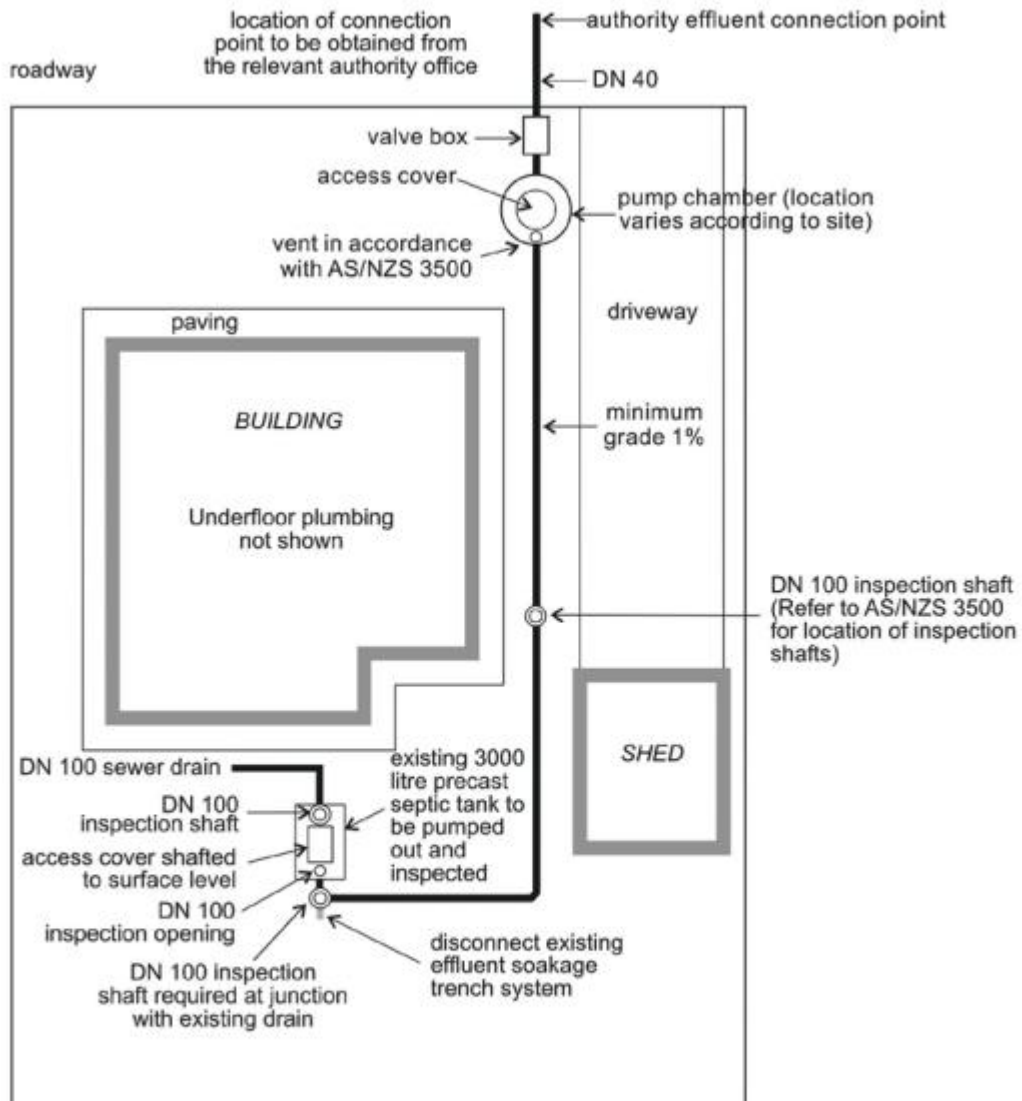 location of connection
point to be obtained from
the relevant authority office
authority effluent connection point
roadway
DN 40
valve box
access cover
pump chamber (location
varies according to site)
vent in accordance
with AS/NZS 3500
paving
driveway
BUILDING
minimum
grade 1%
Underfloor plumbing
not shown
DN 100 inspection shaft
(Refer to AS/NZS 3500
for location of inspection
shafts)
SHED
DN 100 sewer drain
existing 3000
litre precast
septic tank to
be pumped
out and
inspected
DN 100
inspection shaft
access cover shafted
to surface level
DN 100
inspection opening
disconnect existing
effluent soakage
trench system
DN 100 inspection
shaft required at junction
with existing drain